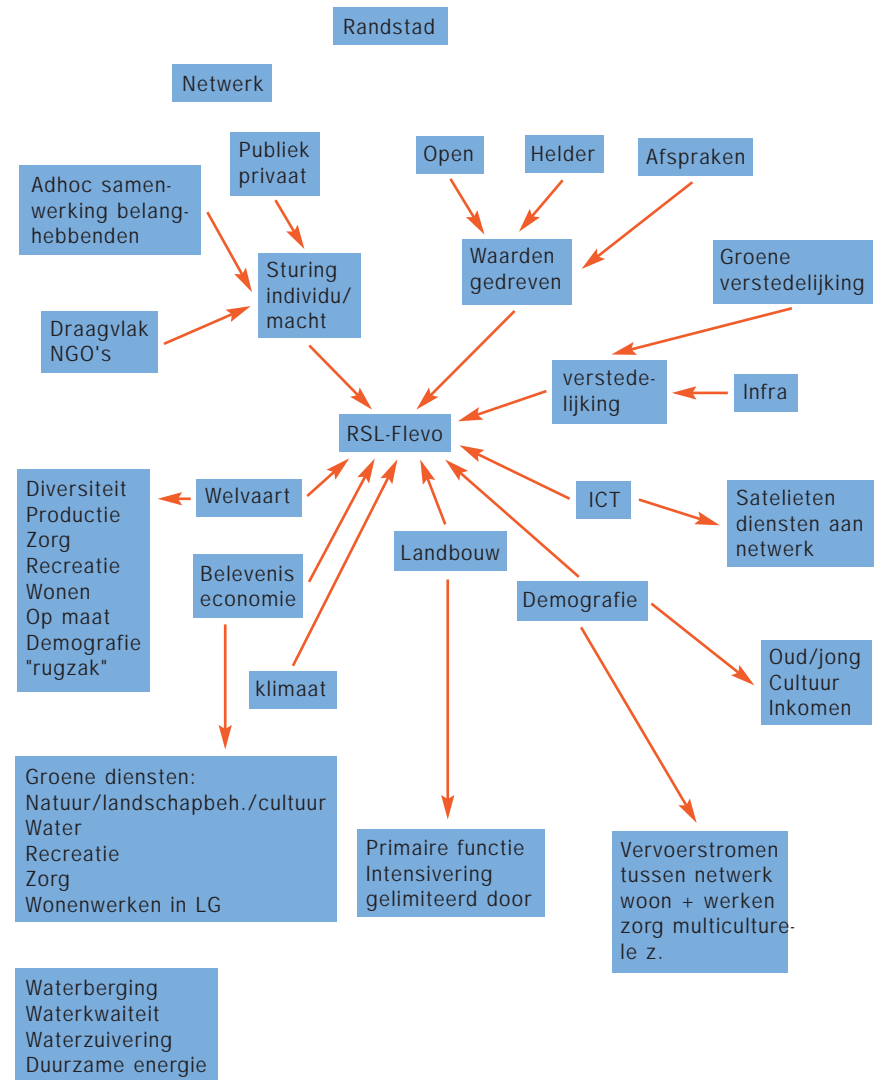 Randstad
Netwerk
Publiek
privaat
Open
Helder
Afspraken
Adhoc samen-
werking belang-
hebbenden
Sturing
individu/
macht
Waarden
gedreven
Groene
verstedelijking
Draagvlak
NGO's
verstede-
lijking
Infra
RSL-Flevo
Diversiteit
Productie
Zorg
Recreatie
Wonen
Op maat
Demografie
"rugzak"
Welvaart
ICT
Satelieten
diensten aan
netwerk
Belevenis
economie
Landbouw
Demografie
klimaat
Oud/jong
Cultuur
Inkomen
Groene diensten:
Natuur/landschapbeh./cultuur
Water
Recreatie
Zorg
Wonenwerken in LG
Primaire functie
Intensivering
gelimiteerd door
Vervoerstromen
tussen netwerk
woon + werken
zorg multiculture-
le z.
Waterberging
Waterkwaiteit
Waterzuivering
Duurzame energie